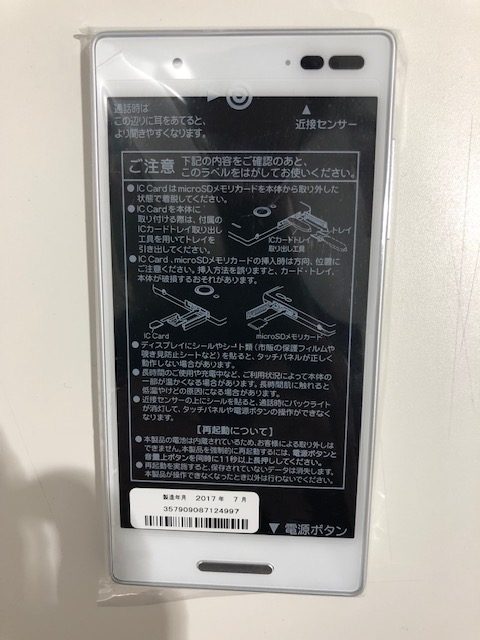 通話時は
この辺りに耳をあてると、
より聞きやすくなります。
近接センサー
ご注意
下記の内容をご確認のあと、
このラベルをはがしてお使いください。
●IC CardはmicroSDメモリカードを本体から取り外した
状態で着脱してください。
●IC Cardを本体に
取り付ける際は、付属の
ICカードトレイ取り出し
工具を用いてトレイを
引き出してください。
トレイ
ICカードトレイ
取り出し工具
●IC Card、microSDメモリカードの挿入時は方向、位置に
ご注意ください。挿入方法を誤りますと、カード・トレイ、
本体が破損するおそれがあります。
IC Card
microSDメモリカード
●ディスプレイにシールやシート類(市販の保護フィルムや
覗き見防止シートなど)を貼ると、タッチパネルが正しく
動作しない場合があります。
●長時間のご使用や充電中など、ご利用状況によって本体の
一部が温かくなる場合があります。長時間肌に触れると
低温やけどの原因になる場合があります。
●近接センサーの上にシールを貼ると、通話時にバックライト
が消灯して、タッチパネルや電源ボタンの操作ができなく
なります。
【再起動について】
●本製品の電池は内蔵されているため、お客様による取り外しは
できません。本製品を強制的に再起動するには、電源ボタンと
音量上ボタンを同時に11秒以上長押ししてください。
●再起動を実施すると、保存されていないデータは消失します。
本製品が操作できなくなったとき以外は行わないでください。
製造年月 2017年 7月
357909087124997
▼ 電源ボタン